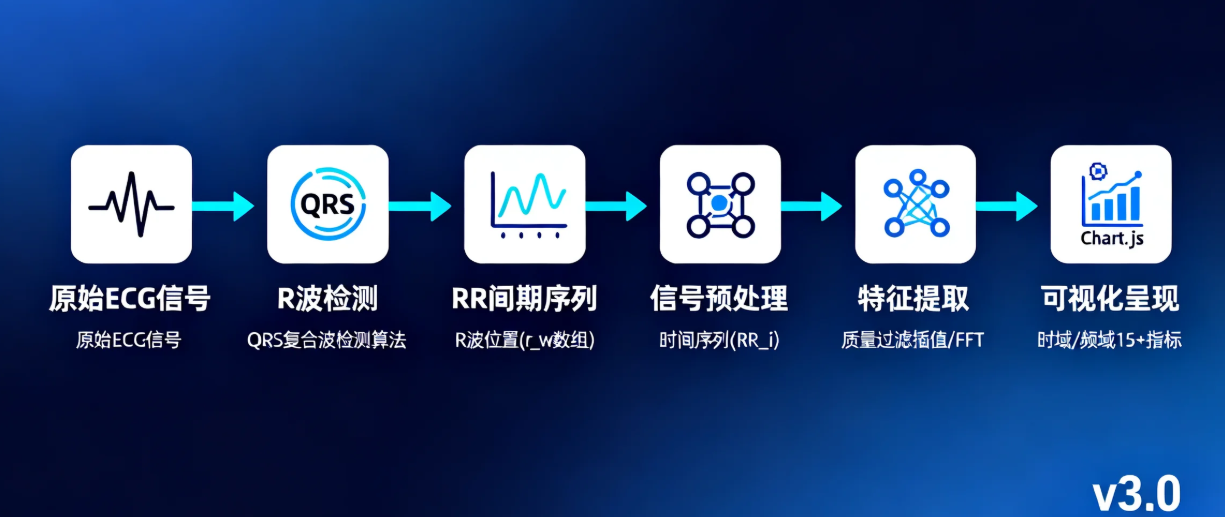 QRS
Chart.js
原始ECG信号
R波检测
RR间期序列
信号预处理
特征提取
可视化呈现
原始ECG信号
QRS复合波检测算法
R波位置(r_w数组)
时间序列(RR_i)
质量过滤插值/FFT
时域/频域15+指标
v3.0